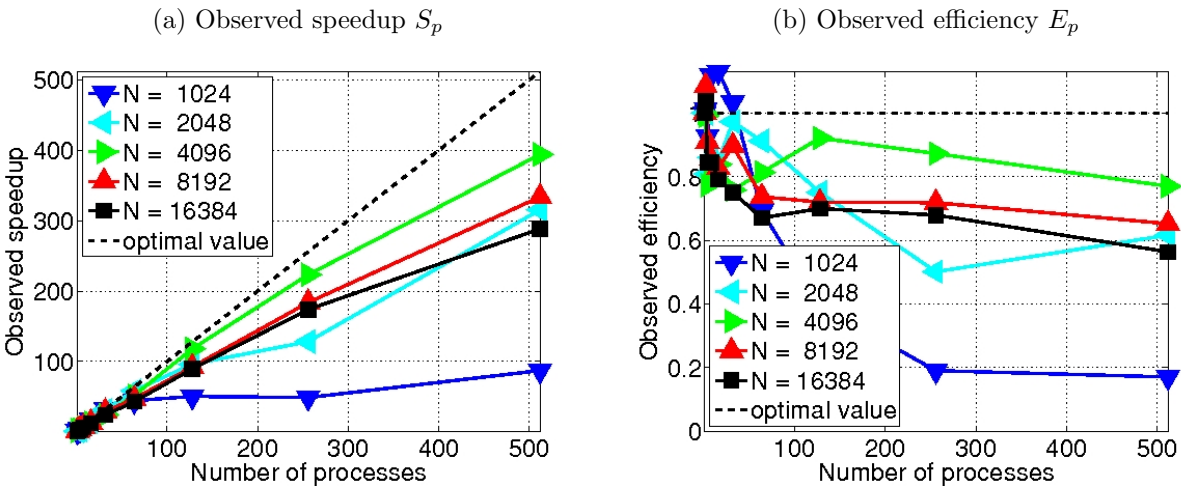 (a) Observed speedup Sₚ
500
400
300
200
100
0
Observed speedup
N = 1024
N = 2048
N = 4096
N = 8192
N = 16384
optimal value
100 200 300 400 500
Number of processes
(b) Observed efficiency Eₚ
0.8
0.6
0.4
0.2
0
Observed efficiency
N = 1024
N = 2048
N = 4096
N = 8192
N = 16384
optimal value
100 200 300 400 500
Number of processes